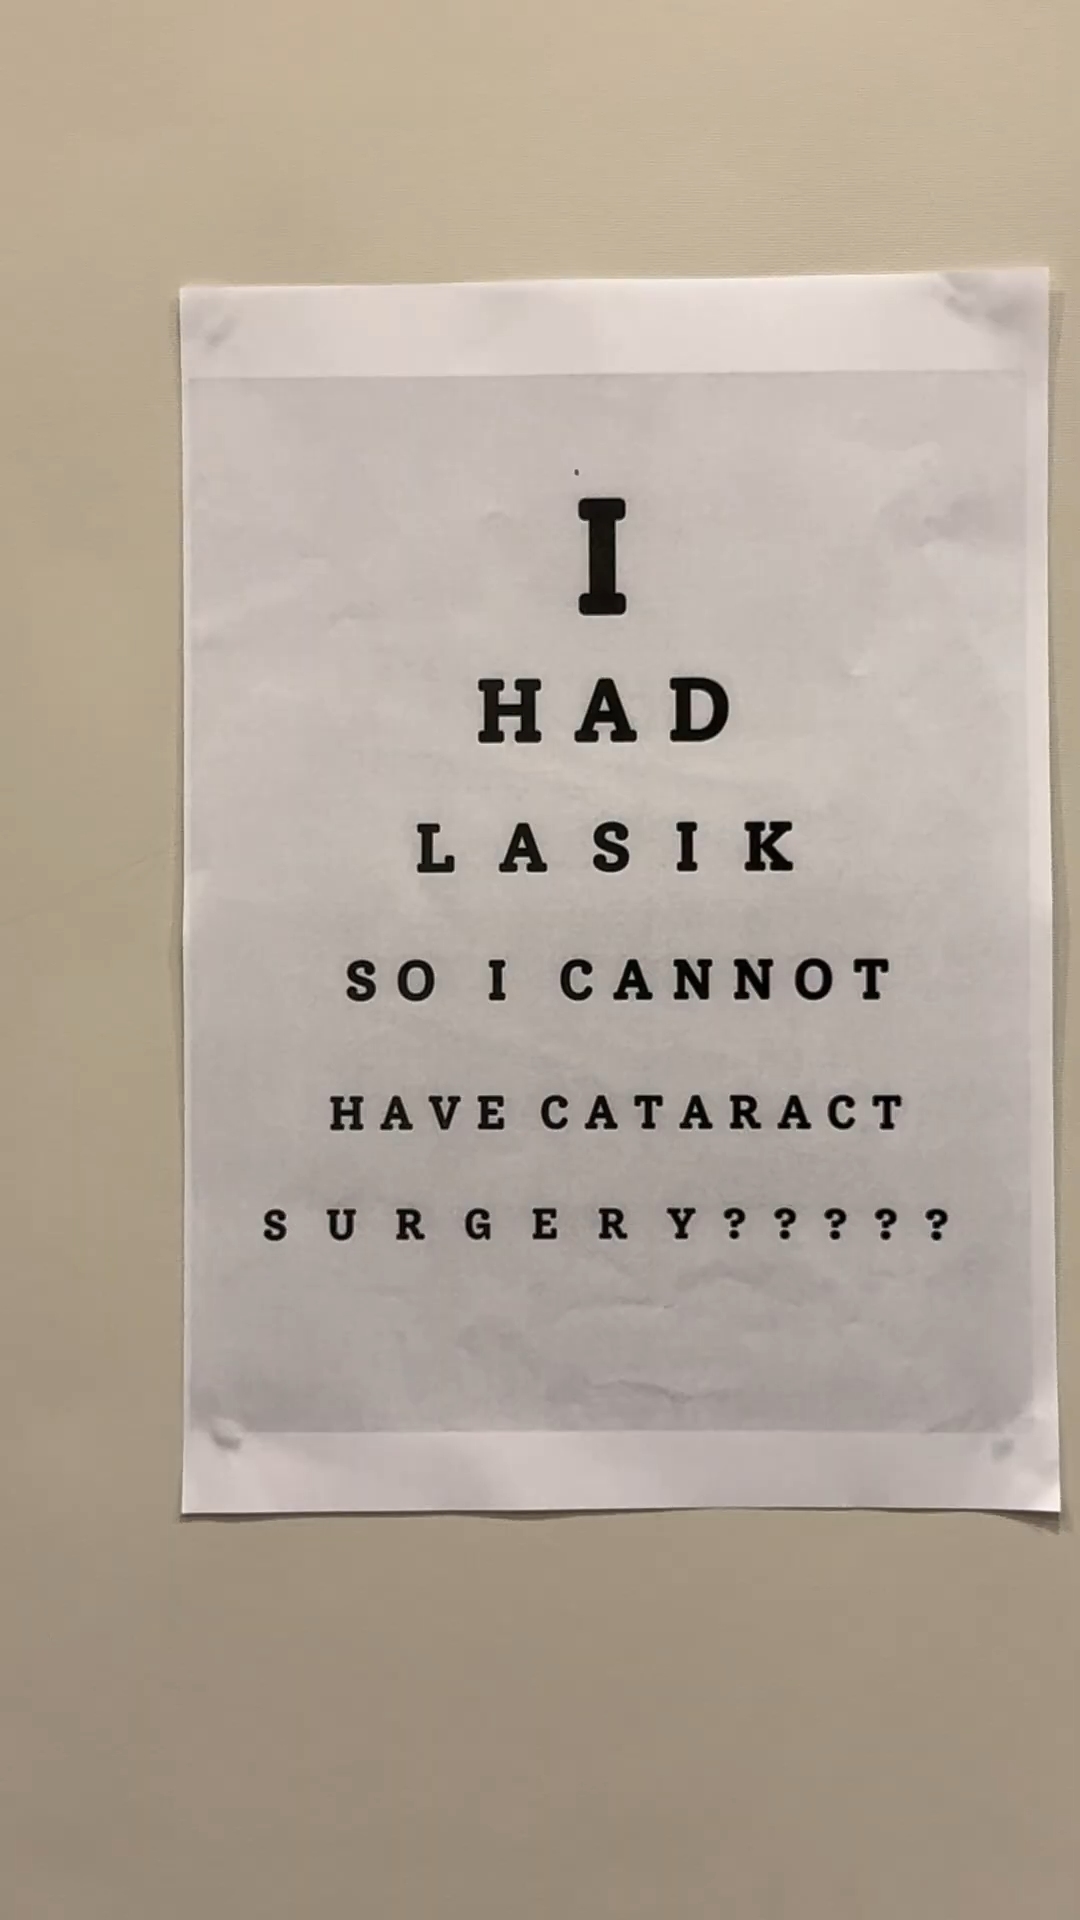 I
HAD
LASIK
SO I CANNOT
HAVE CATARACT
SURGERY?????